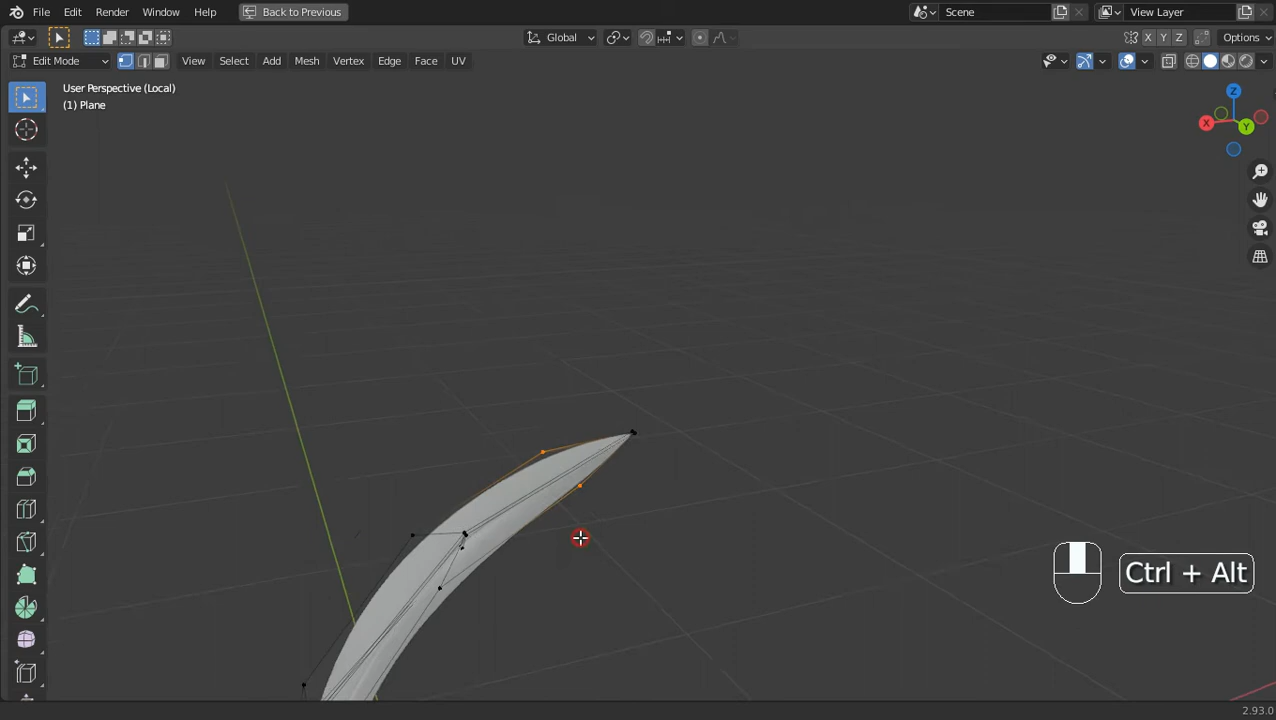 File Edit Render Window Help Back to Previous Scene View Layer
Global X Y Z Options
Edit Mode View Select Add Mesh Vertex Edge Face UV
User Perspective (Local)
(1) Plane
Z
X Y
Ctrl + Alt
2.93.0